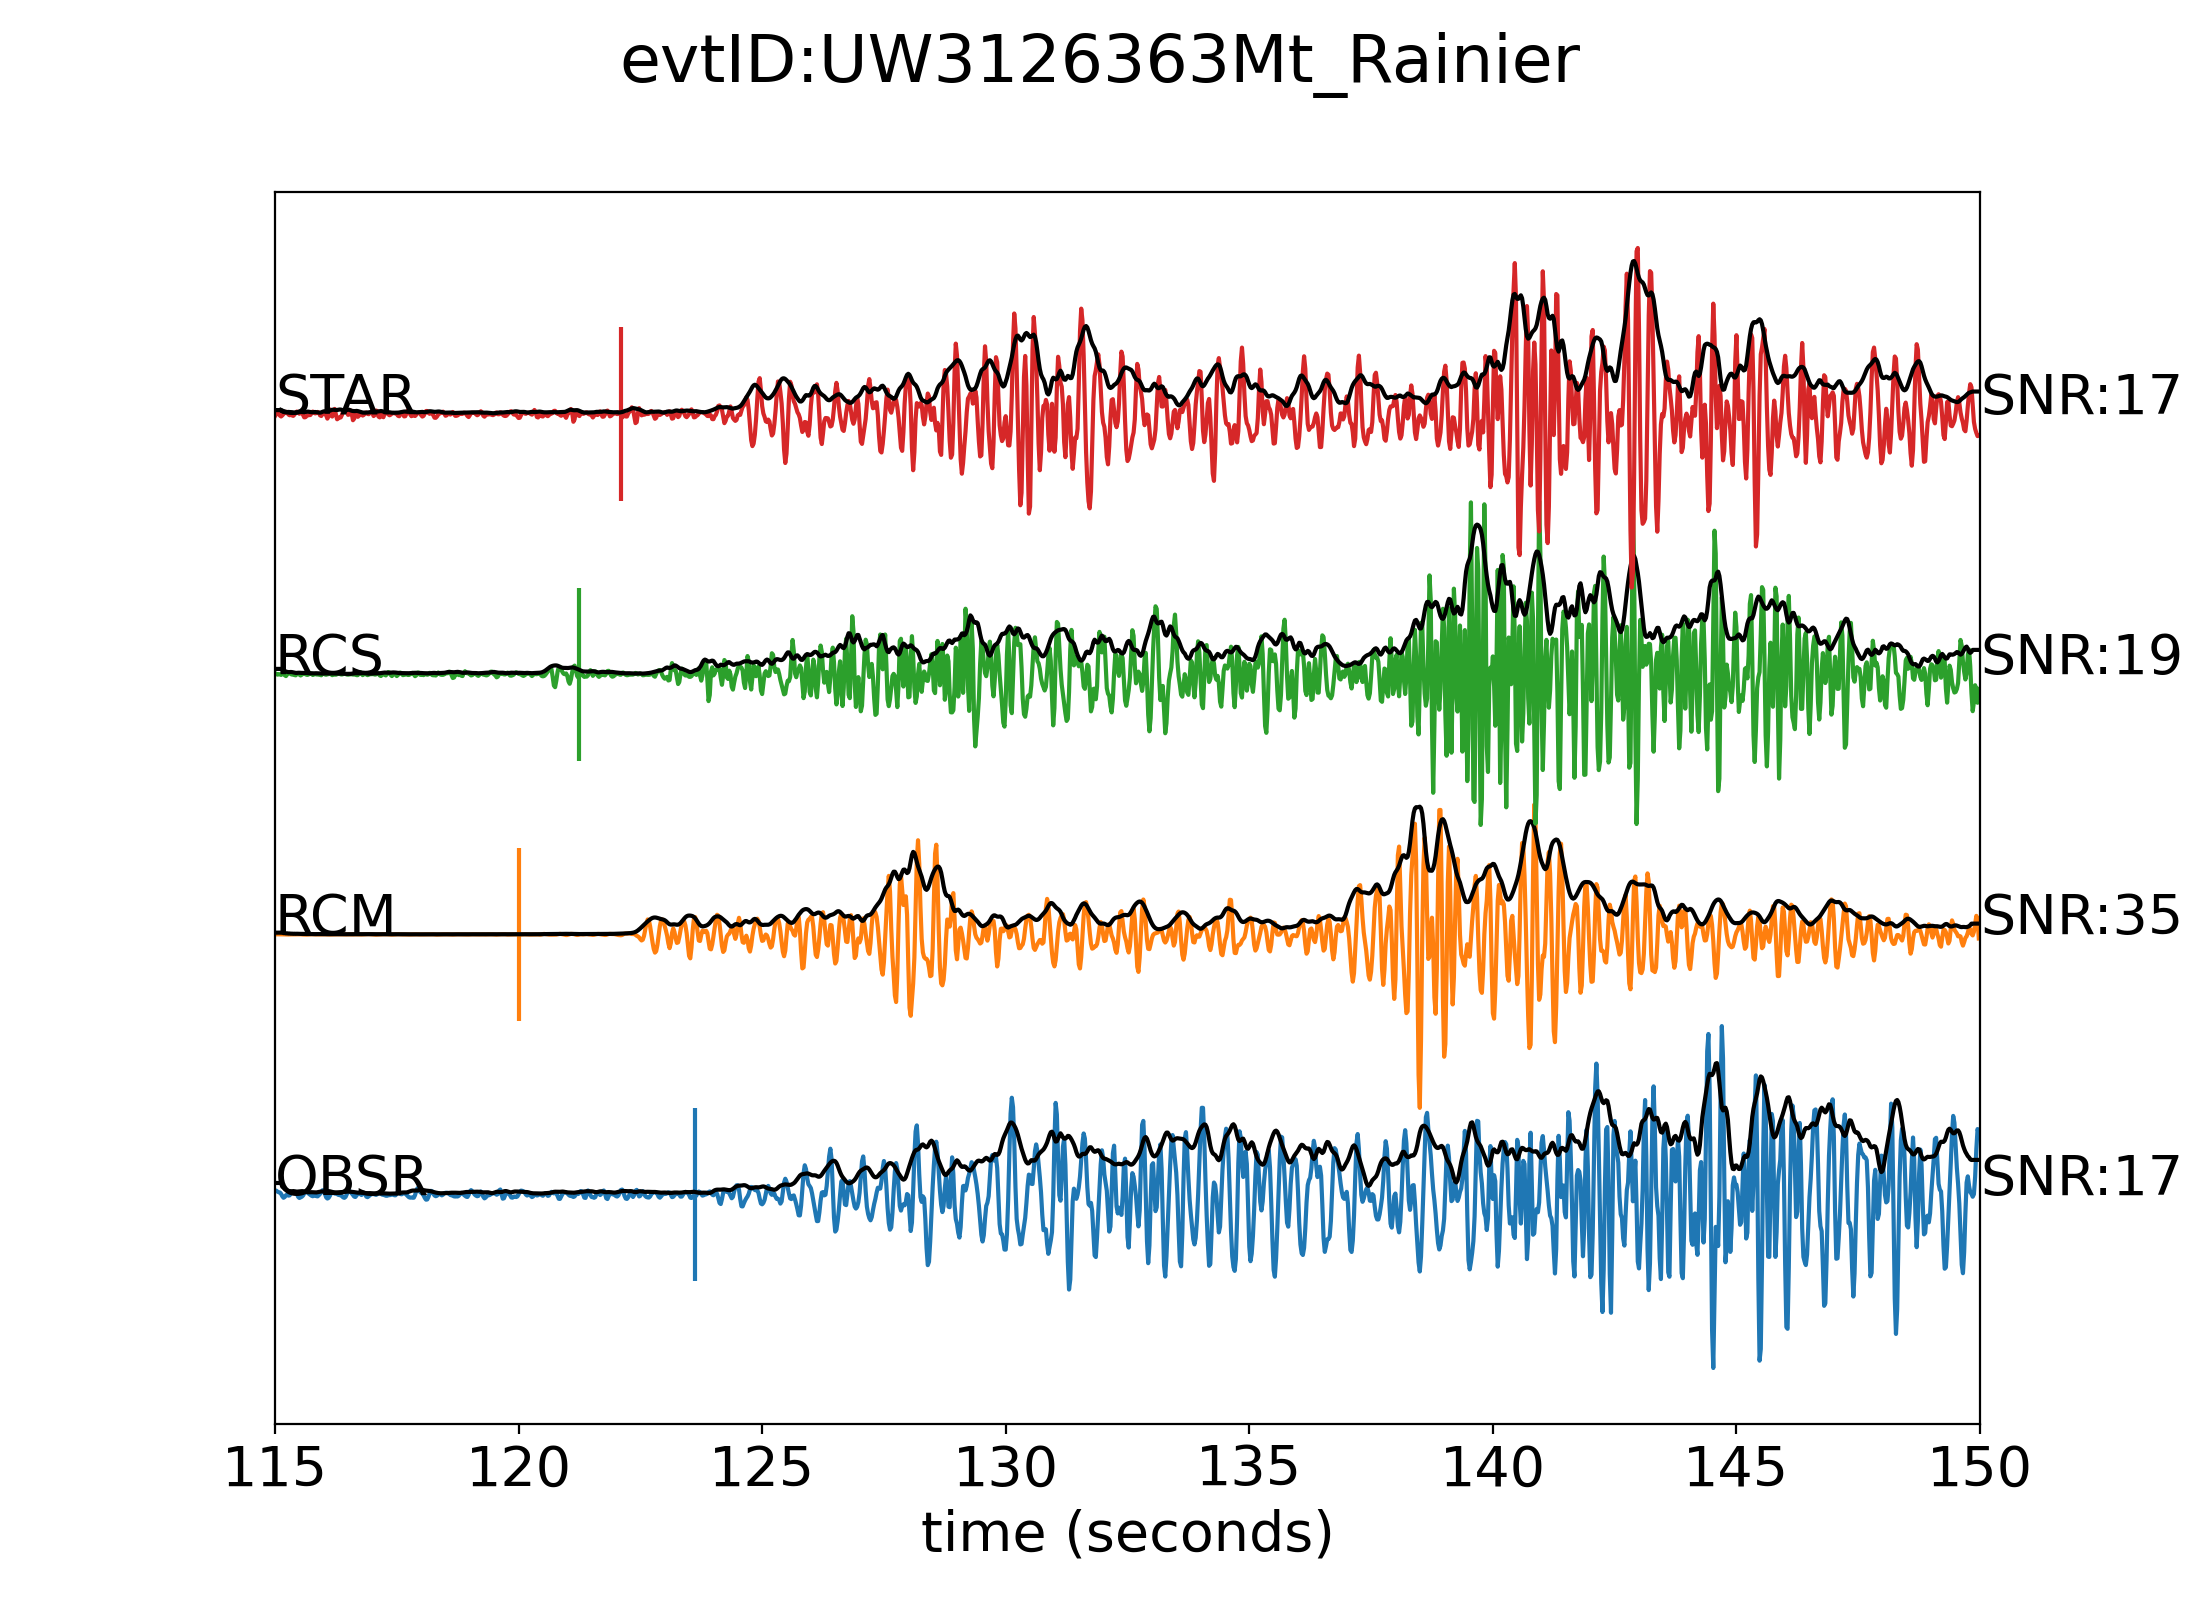 evtID:UW3126363Mt_Rainier
STAR SNR:17
RCS SNR:19
RCM SNR:35
OBSR SNR:17
115 120 125 130 135 140 145 150
time (seconds)